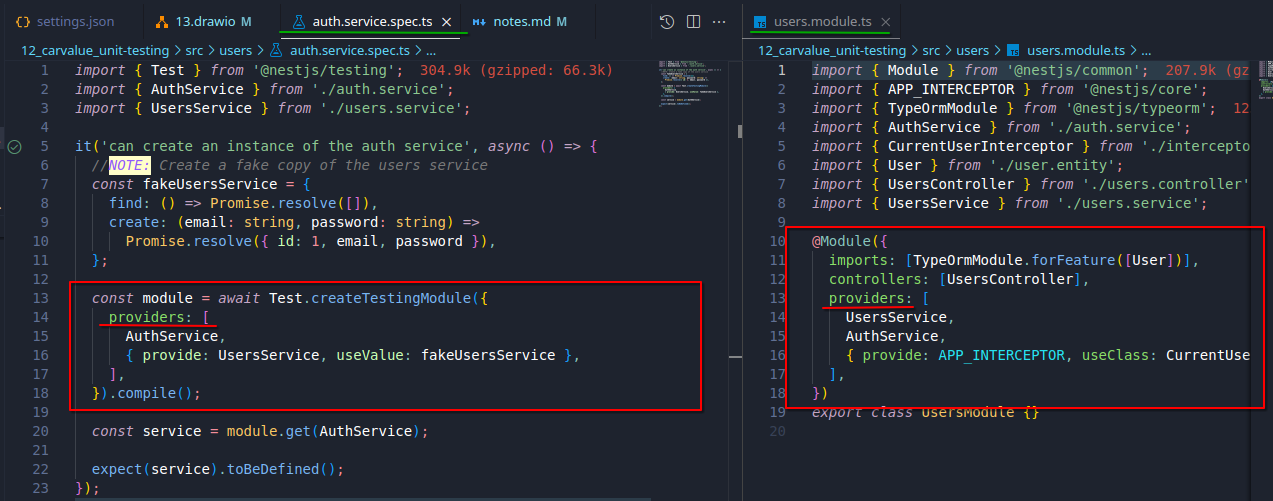 settings.json
13.drawio M
auth.service.spec.ts
notes.md M
12_carvalue_unit-testing > src > users > auth.service.spec.ts > ...
1 import { Test } from '@nestjs/testing'; 304.9k (gzipped: 66.3k)
2 import { AuthService } from './auth.service';
3 import { UsersService } from './users.service';
4
5 it('can create an instance of the auth service', async () => {
6 //NOTE: Create a fake copy of the users service
7 const fakeUsersService = {
8 find: () => Promise.resolve([]),
9 create: (email: string, password: string) =>
10 Promise.resolve({ id: 1, email, password }),
11 };
12
13 const module = await Test.createTestingModule({
14 providers: [
15 AuthService,
16 { provide: UsersService, useValue: fakeUsersService },
17 ],
18 }).compile();
19
20 const service = module.get(AuthService);
21
22 expect(service).toBeDefined();
23 });
users.module.ts
12_carvalue_unit-testing > src > users > users.module.ts > ...
1 import { Module } from '@nestjs/common'; 207.9k (gz
2 import { APP_INTERCEPTOR } from '@nestjs/core';
3 import { TypeOrmModule } from '@nestjs/typeorm'; 12
4 import { AuthService } from './auth.service';
5 import { CurrentUserInterceptor } from './intercepto
6 import { User } from './user.entity';
7 import { UsersController } from './users.controller'
8 import { UsersService } from './users.service';
9
10 @Module({
11 imports: [TypeOrmModule.forFeature([User])],
12 controllers: [UsersController],
13 providers: [
14 UsersService,
15 AuthService,
16 { provide: APP_INTERCEPTOR, useClass: CurrentUse
17 ],
18 })
19 export class UsersModule {}
20